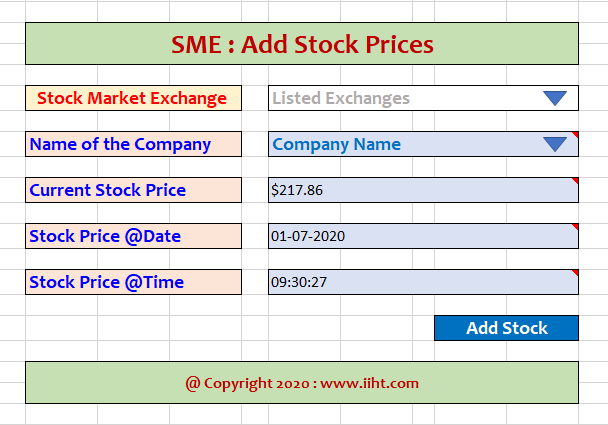 SME : Add Stock Prices
Stock Market Exchange Listed Exchanges
Name of the Company Company Name
Current Stock Price $217.86
Stock Price @Date 01-07-2020
Stock Price @Time 09:30:27
Add Stock
@ Copyright 2020 : www.iiht.com